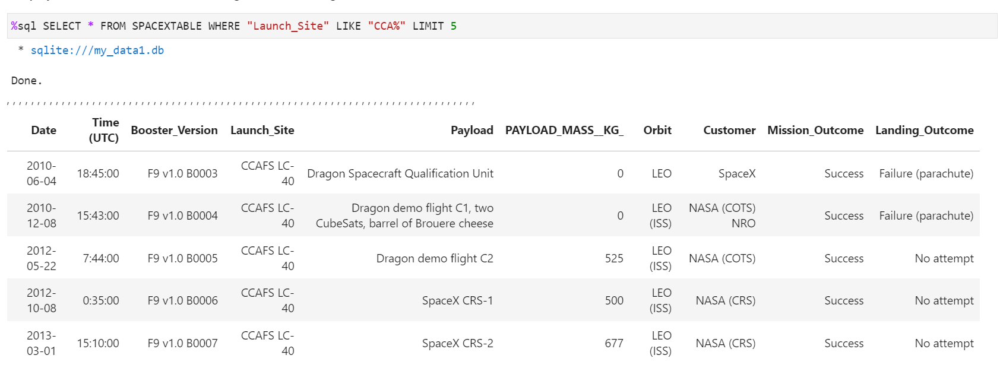 %sql SELECT * FROM SPACEXTABLE WHERE "Launch_Site" LIKE "CCA%" LIMIT 5
* sqlite:///my_data1.db
Done.
,,,,,,,,,,,,,,,,,,,,,,,,,,,,,,,,,,,,,,,,,,,,,,,,,,,,,,,,,,,,,,,,,,,,,,,,
Date Time (UTC) Booster_Version Launch_Site Payload PAYLOAD_MASS__KG_ Orbit Customer Mission_Outcome Landing_Outcome
2010-06-04 18:45:00 F9 v1.0 B0003 CCAFS LC-40 Dragon Spacecraft Qualification Unit 0 LEO SpaceX Success Failure (parachute)
2010-12-08 15:43:00 F9 v1.0 B0004 CCAFS LC-40 Dragon demo flight C1, two CubeSats, barrel of Brouere cheese 0 LEO (ISS) NASA (COTS) NRO Success Failure (parachute)
2012-05-22 7:44:00 F9 v1.0 B0005 CCAFS LC-40 Dragon demo flight C2 525 LEO (ISS) NASA (COTS) Success No attempt
2012-10-08 0:35:00 F9 v1.0 B0006 CCAFS LC-40 SpaceX CRS-1 500 LEO (ISS) NASA (CRS) Success No attempt
2013-03-01 15:10:00 F9 v1.0 B0007 CCAFS LC-40 SpaceX CRS-2 677 LEO (ISS) NASA (CRS) Success No attempt